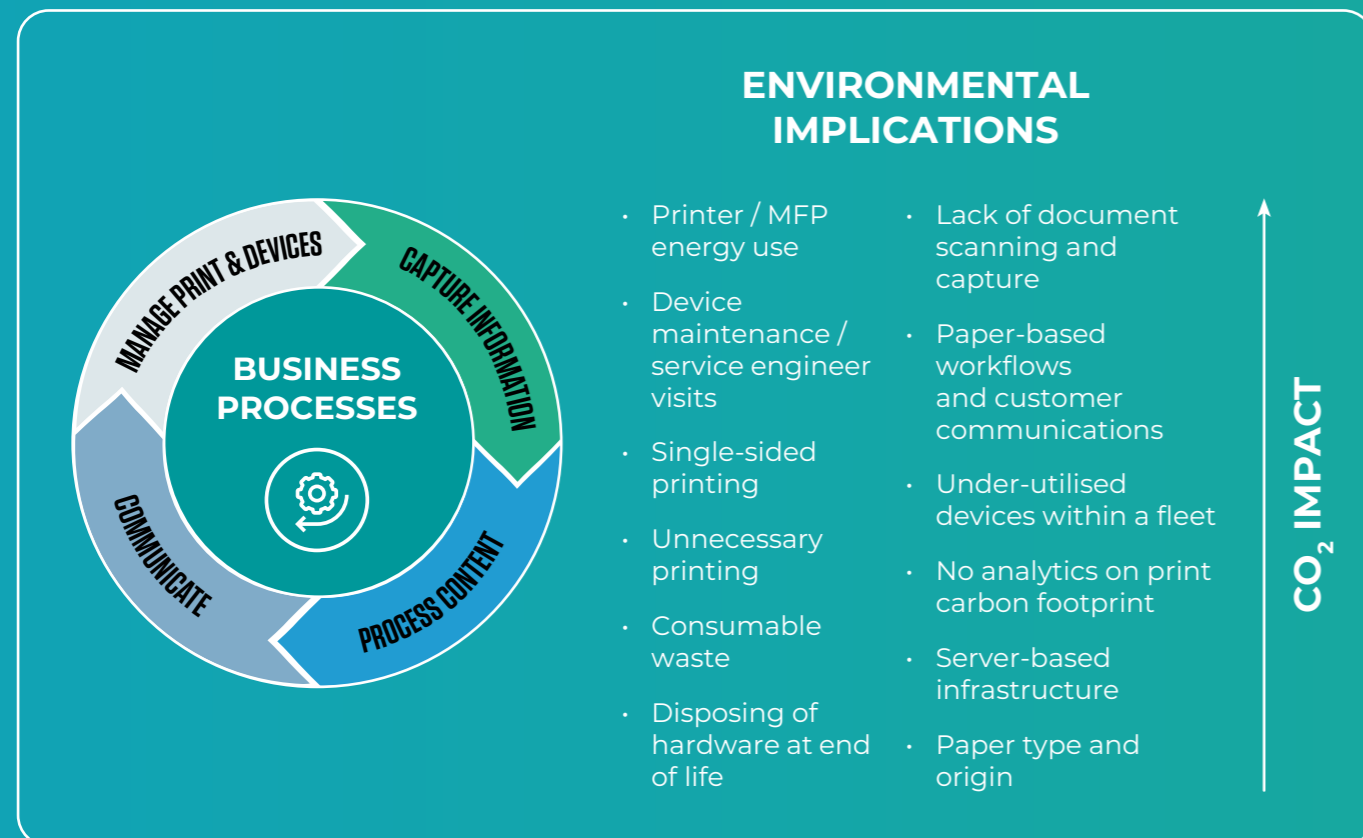 ENVIRONMENTAL
IMPLICATIONS
MANAGE PRINT & DEVICES
CAPTURE INFORMATION
PROCESS CONTENT
COMMUNICATE
BUSINESS
PROCESSES
• Printer / MFP
energy use
• Device
maintenance /
service engineer
visits
• Single-sided
printing
• Unnecessary
printing
• Consumable
waste
• Disposing of
hardware at end
of life
• Lack of document
scanning and
capture
• Paper-based
workflows
and customer
communications
• Under-utilised
devices within a fleet
• No analytics on print
carbon footprint
• Server-based
infrastructure
• Paper type and
origin
CO₂ IMPACT